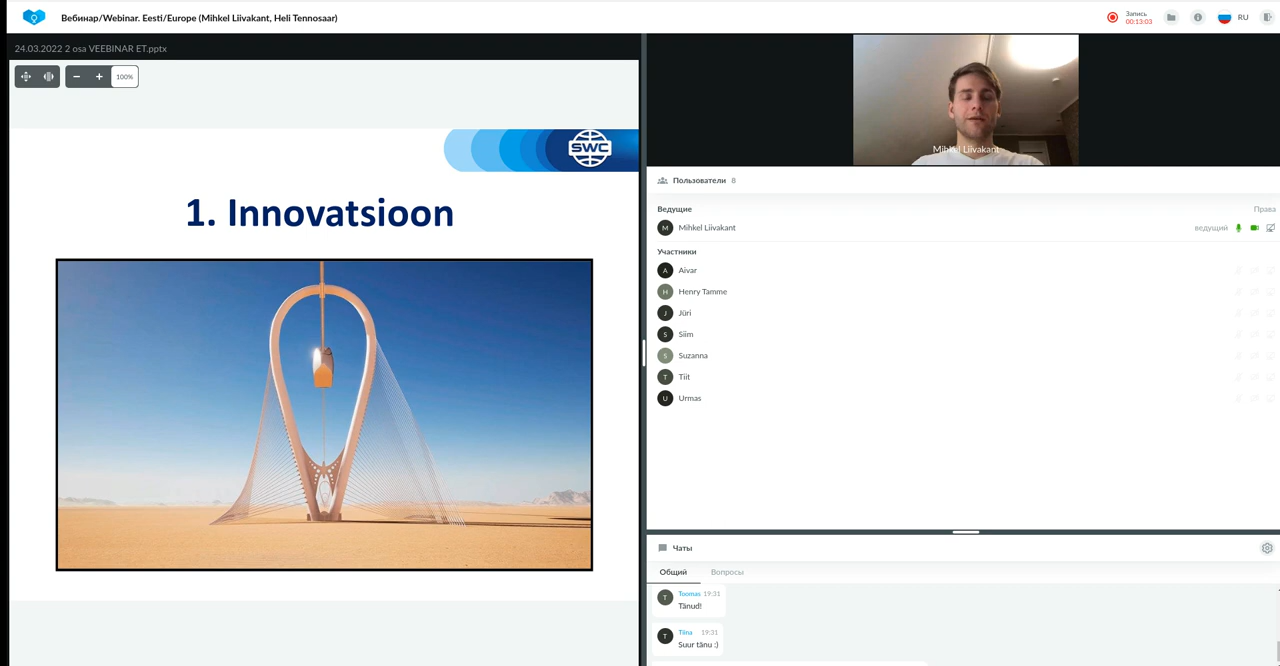 Вебинар/Webinar. Eesti/Europe (Mihkel Liivakant, Heli Tennosaar)
Запись
00:13:03
RU
24.03.2022 2 osa VEEBINAR ET.pptx
100%
SWC
1. Innovatsioon
Mihkel Liivakant
Пользователи 8
Ведущие Права
M Mihkel Liivakant ведущий
Участники
A Aivar
H Henry Tamme
J Jüri
S Siim
S Suzanna
T Tiit
U Urmas
Чаты
Общий Вопросы
T Toomas 19:31
Tänud!
T Tiina 19:31
Suur tänu :)